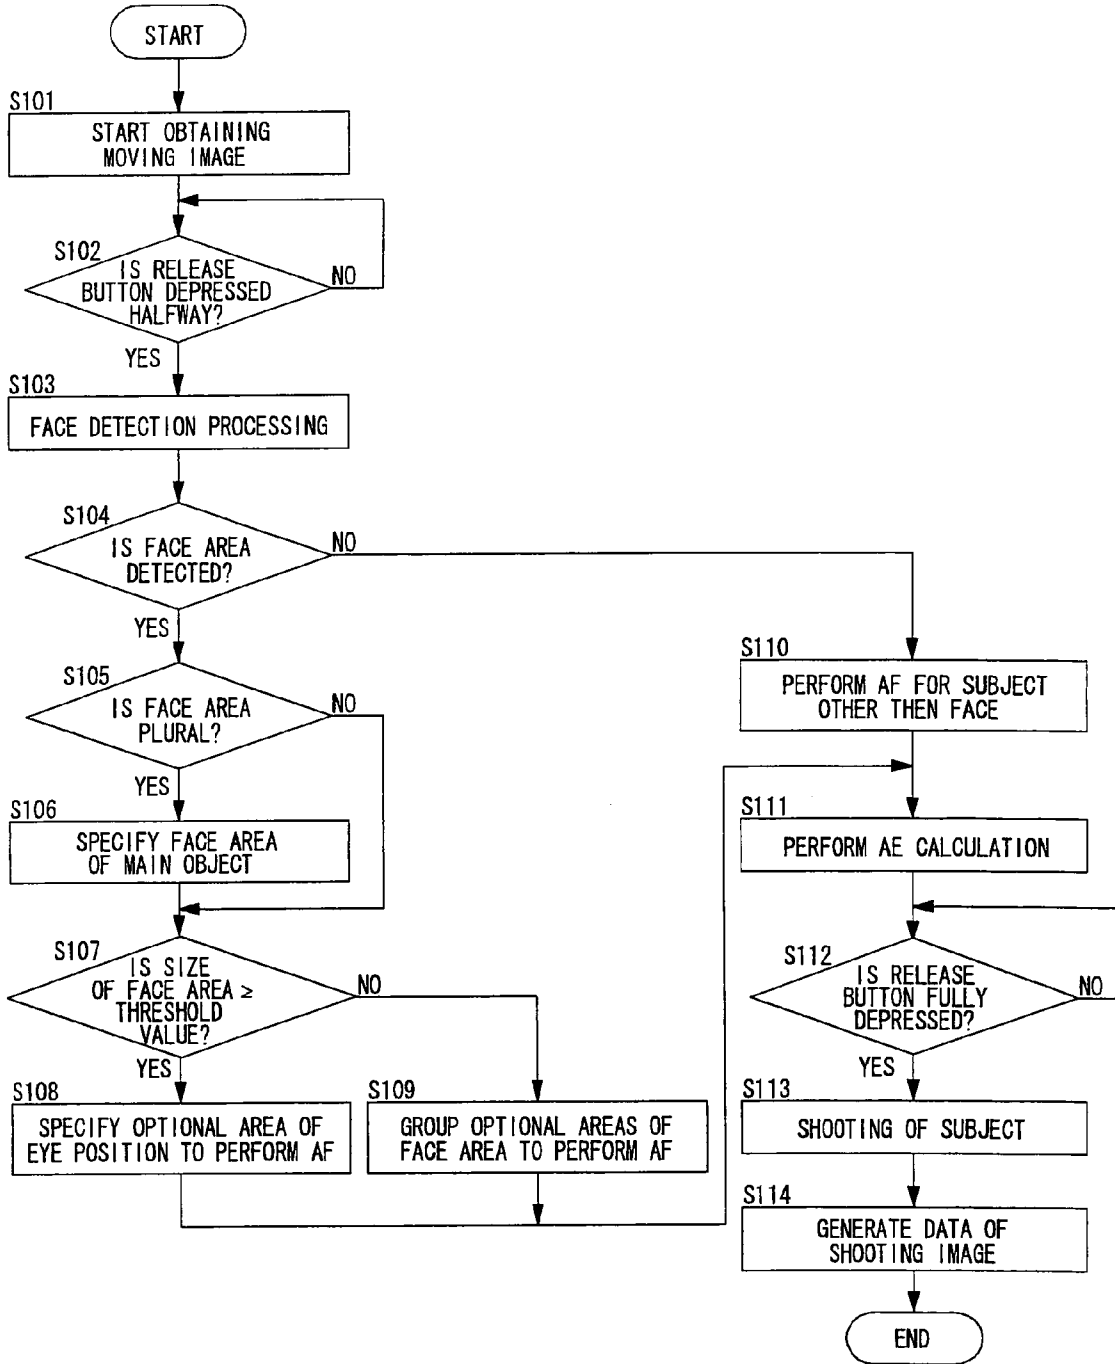 START
S101
START OBTAINING
MOVING IMAGE
S102
IS RELEASE
BUTTON DEPRESSED
HALFWAY?
NO
YES
S103
FACE DETECTION PROCESSING
S104
IS FACE AREA
DETECTED?
NO
YES
S105
IS FACE AREA
PLURAL?
NO
YES
S106
SPECIFY FACE AREA
OF MAIN OBJECT
S107
IS SIZE
OF FACE AREA ≥
THRESHOLD
VALUE?
NO
YES
S108
SPECIFY OPTIONAL AREA OF
EYE POSITION TO PERFORM AF
S109
GROUP OPTIONAL AREAS OF
FACE AREA TO PERFORM AF
S110
PERFORM AF FOR SUBJECT
OTHER THEN FACE
S111
PERFORM AE CALCULATION
S112
IS RELEASE
BUTTON FULLY
DEPRESSED?
NO
YES
S113
SHOOTING OF SUBJECT
S114
GENERATE DATA OF
SHOOTING IMAGE
END